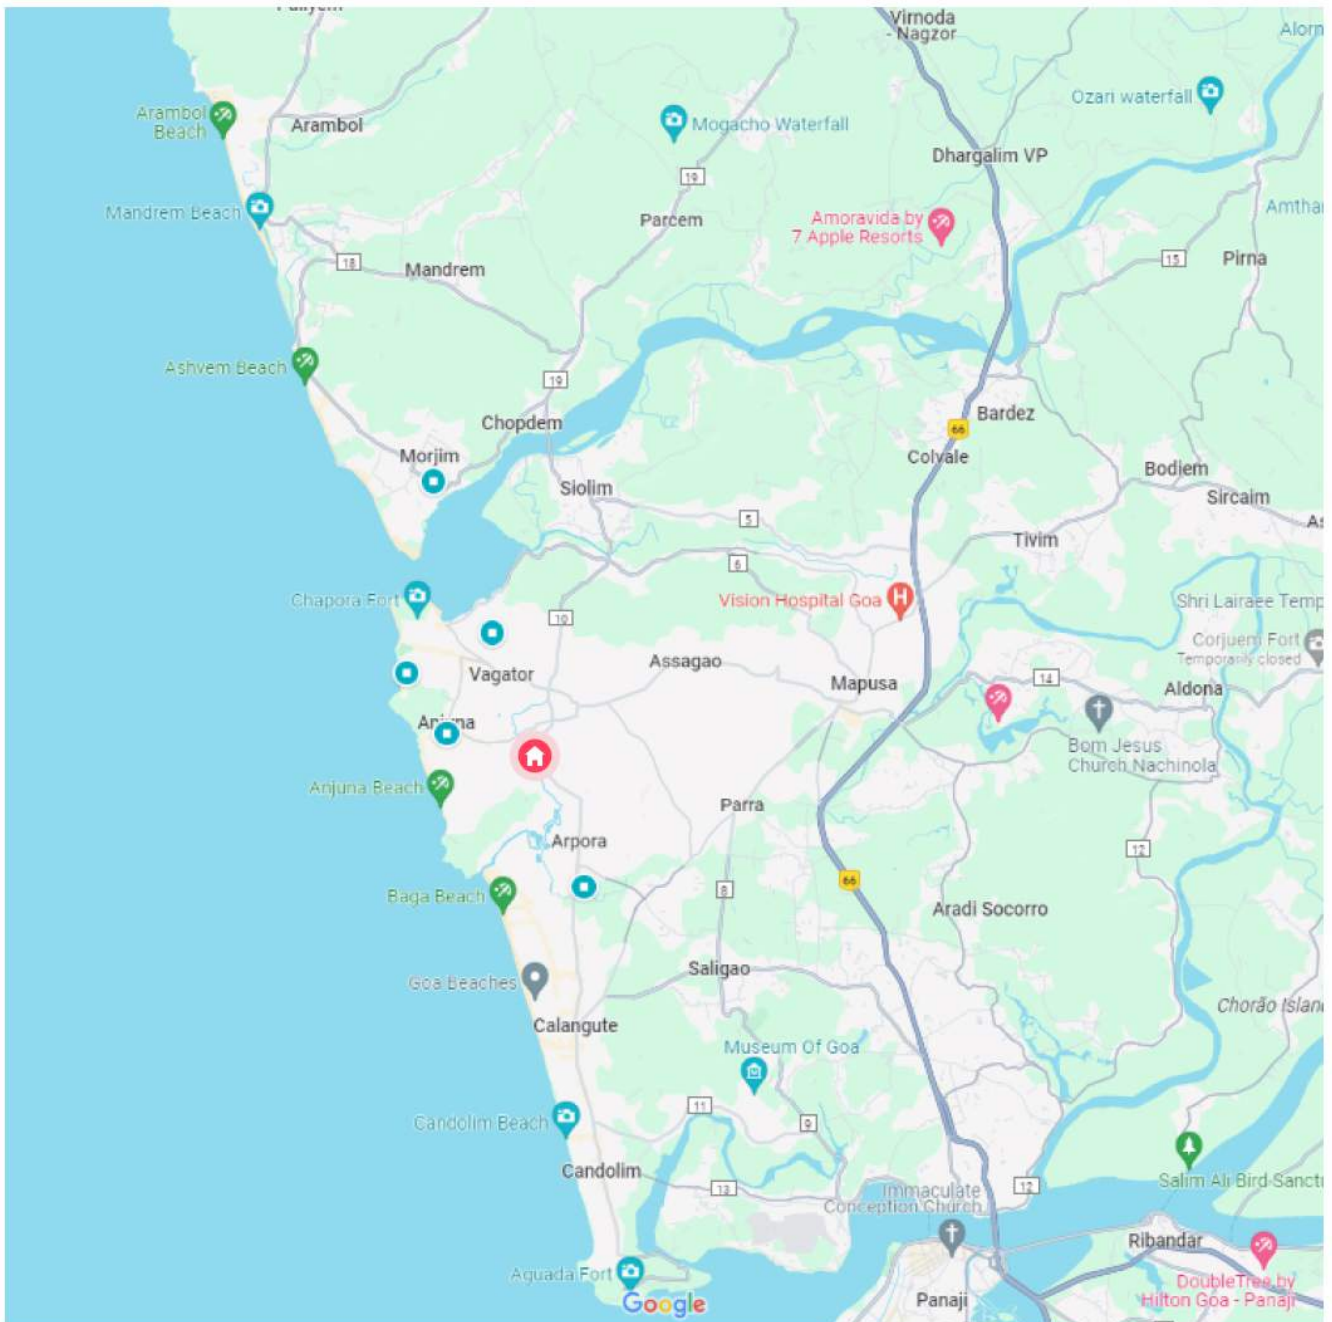 Virnoda
- Nagzor
Arambol
Beach
Arambol
Mogacho Waterfall
Ozari waterfall
Dhargalim VP
19
Mandrem Beach
Parcem
Amoravida by
7 Apple Resorts
18
Mandrem
15
Pirna
Ashvem Beach
19
Chopdem
Bardez
66
Colvale
Morjim
Siolim
Bodiem
Sircaim
5
Tivim
6
Chapora Fort
10
Vision Hospital Goa
H
Shri Lairaee Temp
Corjuem Fort
Temporarily closed
Assagao
Vagator
Mapusa
14
Aldona
Anjuna
Bom Jesus
Church Nachinola
Anjuna Beach
Parra
Arpora
12
66
8
Baga Beach
Aradi Socorro
Saligao
Goa Beaches
Chorão Islan
Calangute
Museum Of Goa
11
9
Candolim Beach
Candolim
13
12
Immaculate
Conception Church
Salim Ali Bird Sanct
Ribandar
Aguada Fort
Google
Panaji
DoubleTree by
Hilton Goa - Panaji